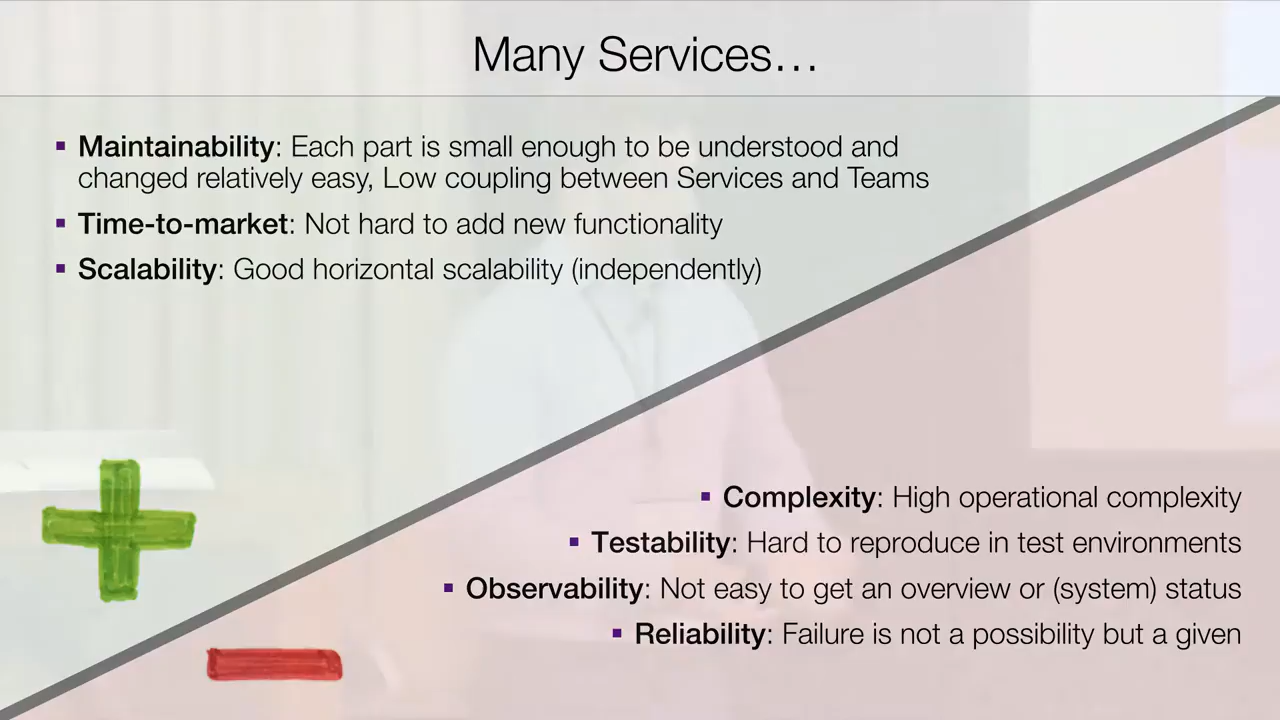 Many Services…
▪ Maintainability: Each part is small enough to be understood and
changed relatively easy, Low coupling between Services and Teams
▪ Time-to-market: Not hard to add new functionality
▪ Scalability: Good horizontal scalability (independently)
▪ Complexity: High operational complexity
▪ Testability: Hard to reproduce in test environments
▪ Observability: Not easy to get an overview or (system) status
▪ Reliability: Failure is not a possibility but a given